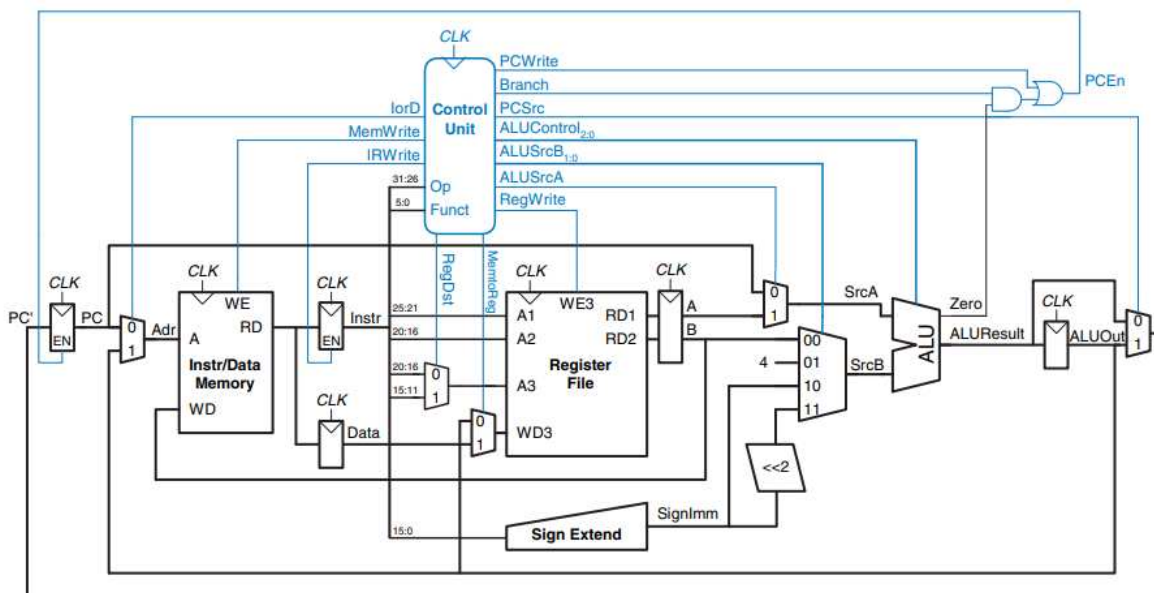 CLK
PCWrite
Branch
PCEn
IorD
Control
Unit
PCSrc
MemWrite
ALUControl2:0
IRWrite
ALUSrcB1:0
31:26
Op
ALUSrcA
5:0
Funct
RegWrite
RegDst
MemtoReg
CLK
CLK
CLK
CLK
CLK
PC'
EN
PC
0
1
Adr
WE
A
RD
Instr/Data
Memory
WD
EN
Instr
25:21
20:16
20:16
15:11
0
1
CLK
Data
0
1
A1
A2
A3
WD3
WE3
RD1
RD2
Register
File
A
B
0
1
SrcA
4
00
01
10
11
SrcB
ALU
Zero
ALUResult
CLK
ALUOut
0
1
<<2
SignImm
15:0
Sign Extend